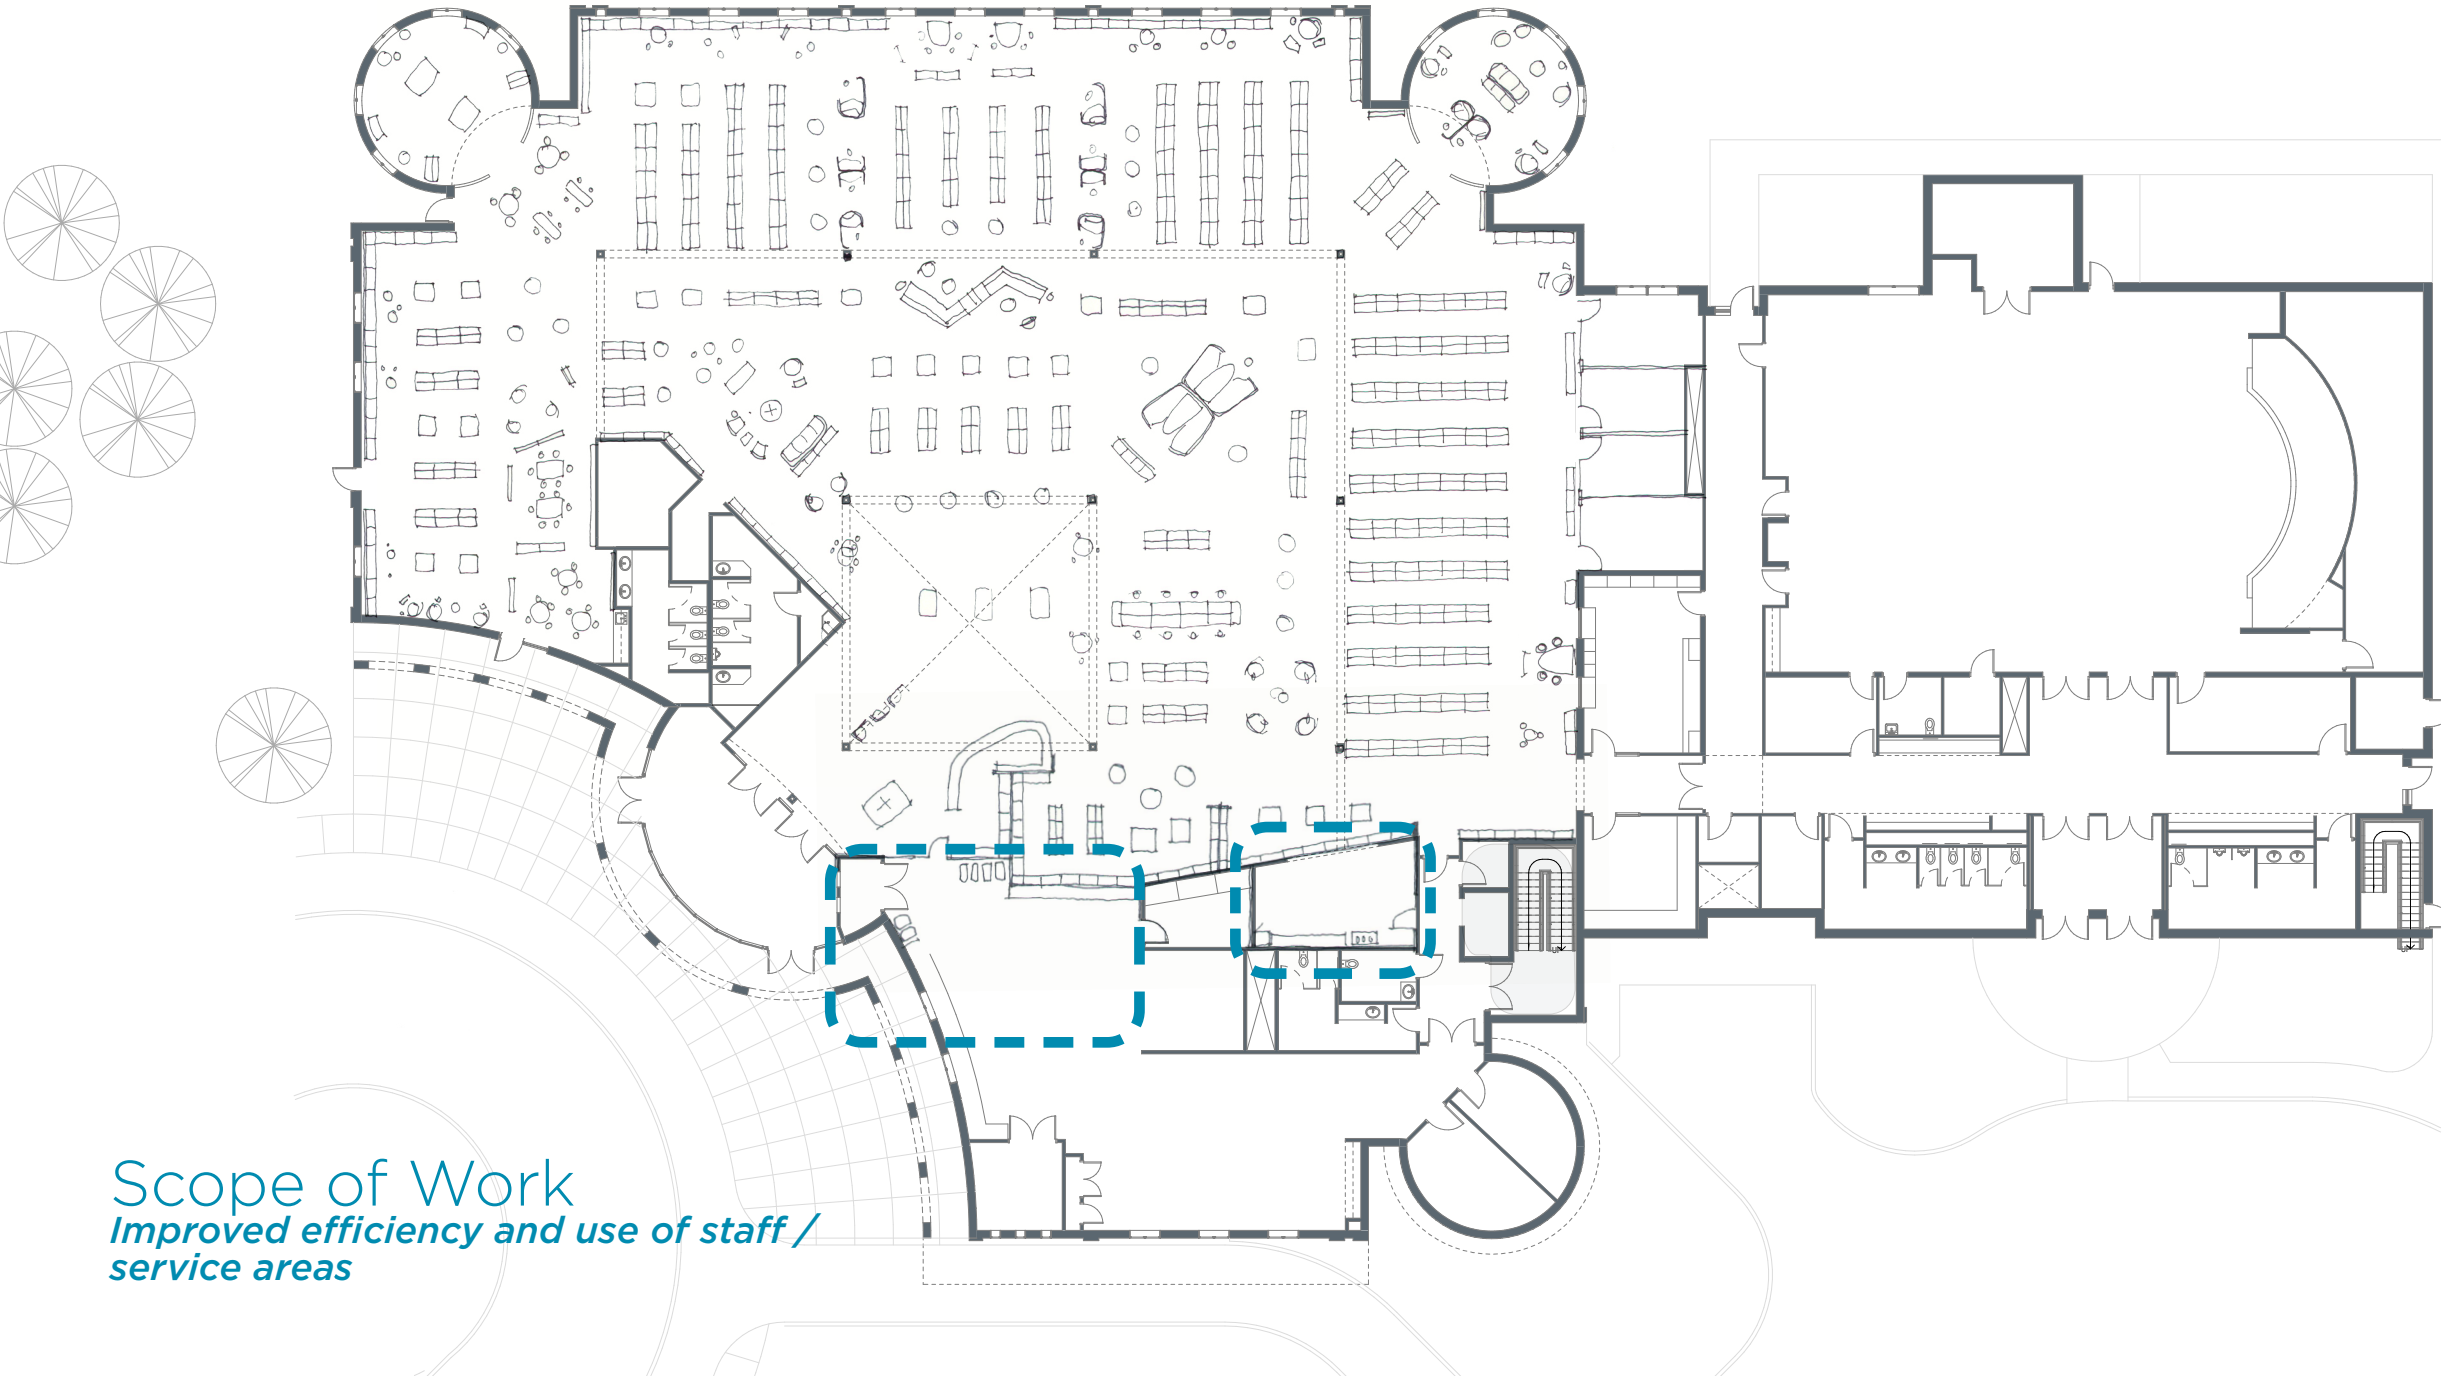 Scope of Work
Improved efficiency and use of staff /
service areas